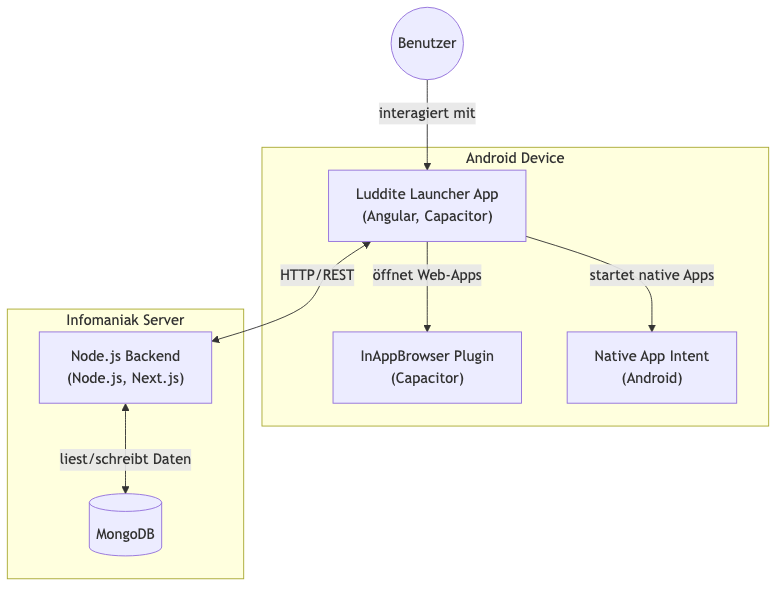 Benutzer
interagiert mit
Android Device
Luddite Launcher App
(Angular, Capacitor)
HTTP/REST
öffnet Web-Apps
startet native Apps
Infomaniak Server
Node.js Backend
(Node.js, Next.js)
InAppBrowser Plugin
(Capacitor)
Native App Intent
(Android)
liest/schreibt Daten
MongoDB